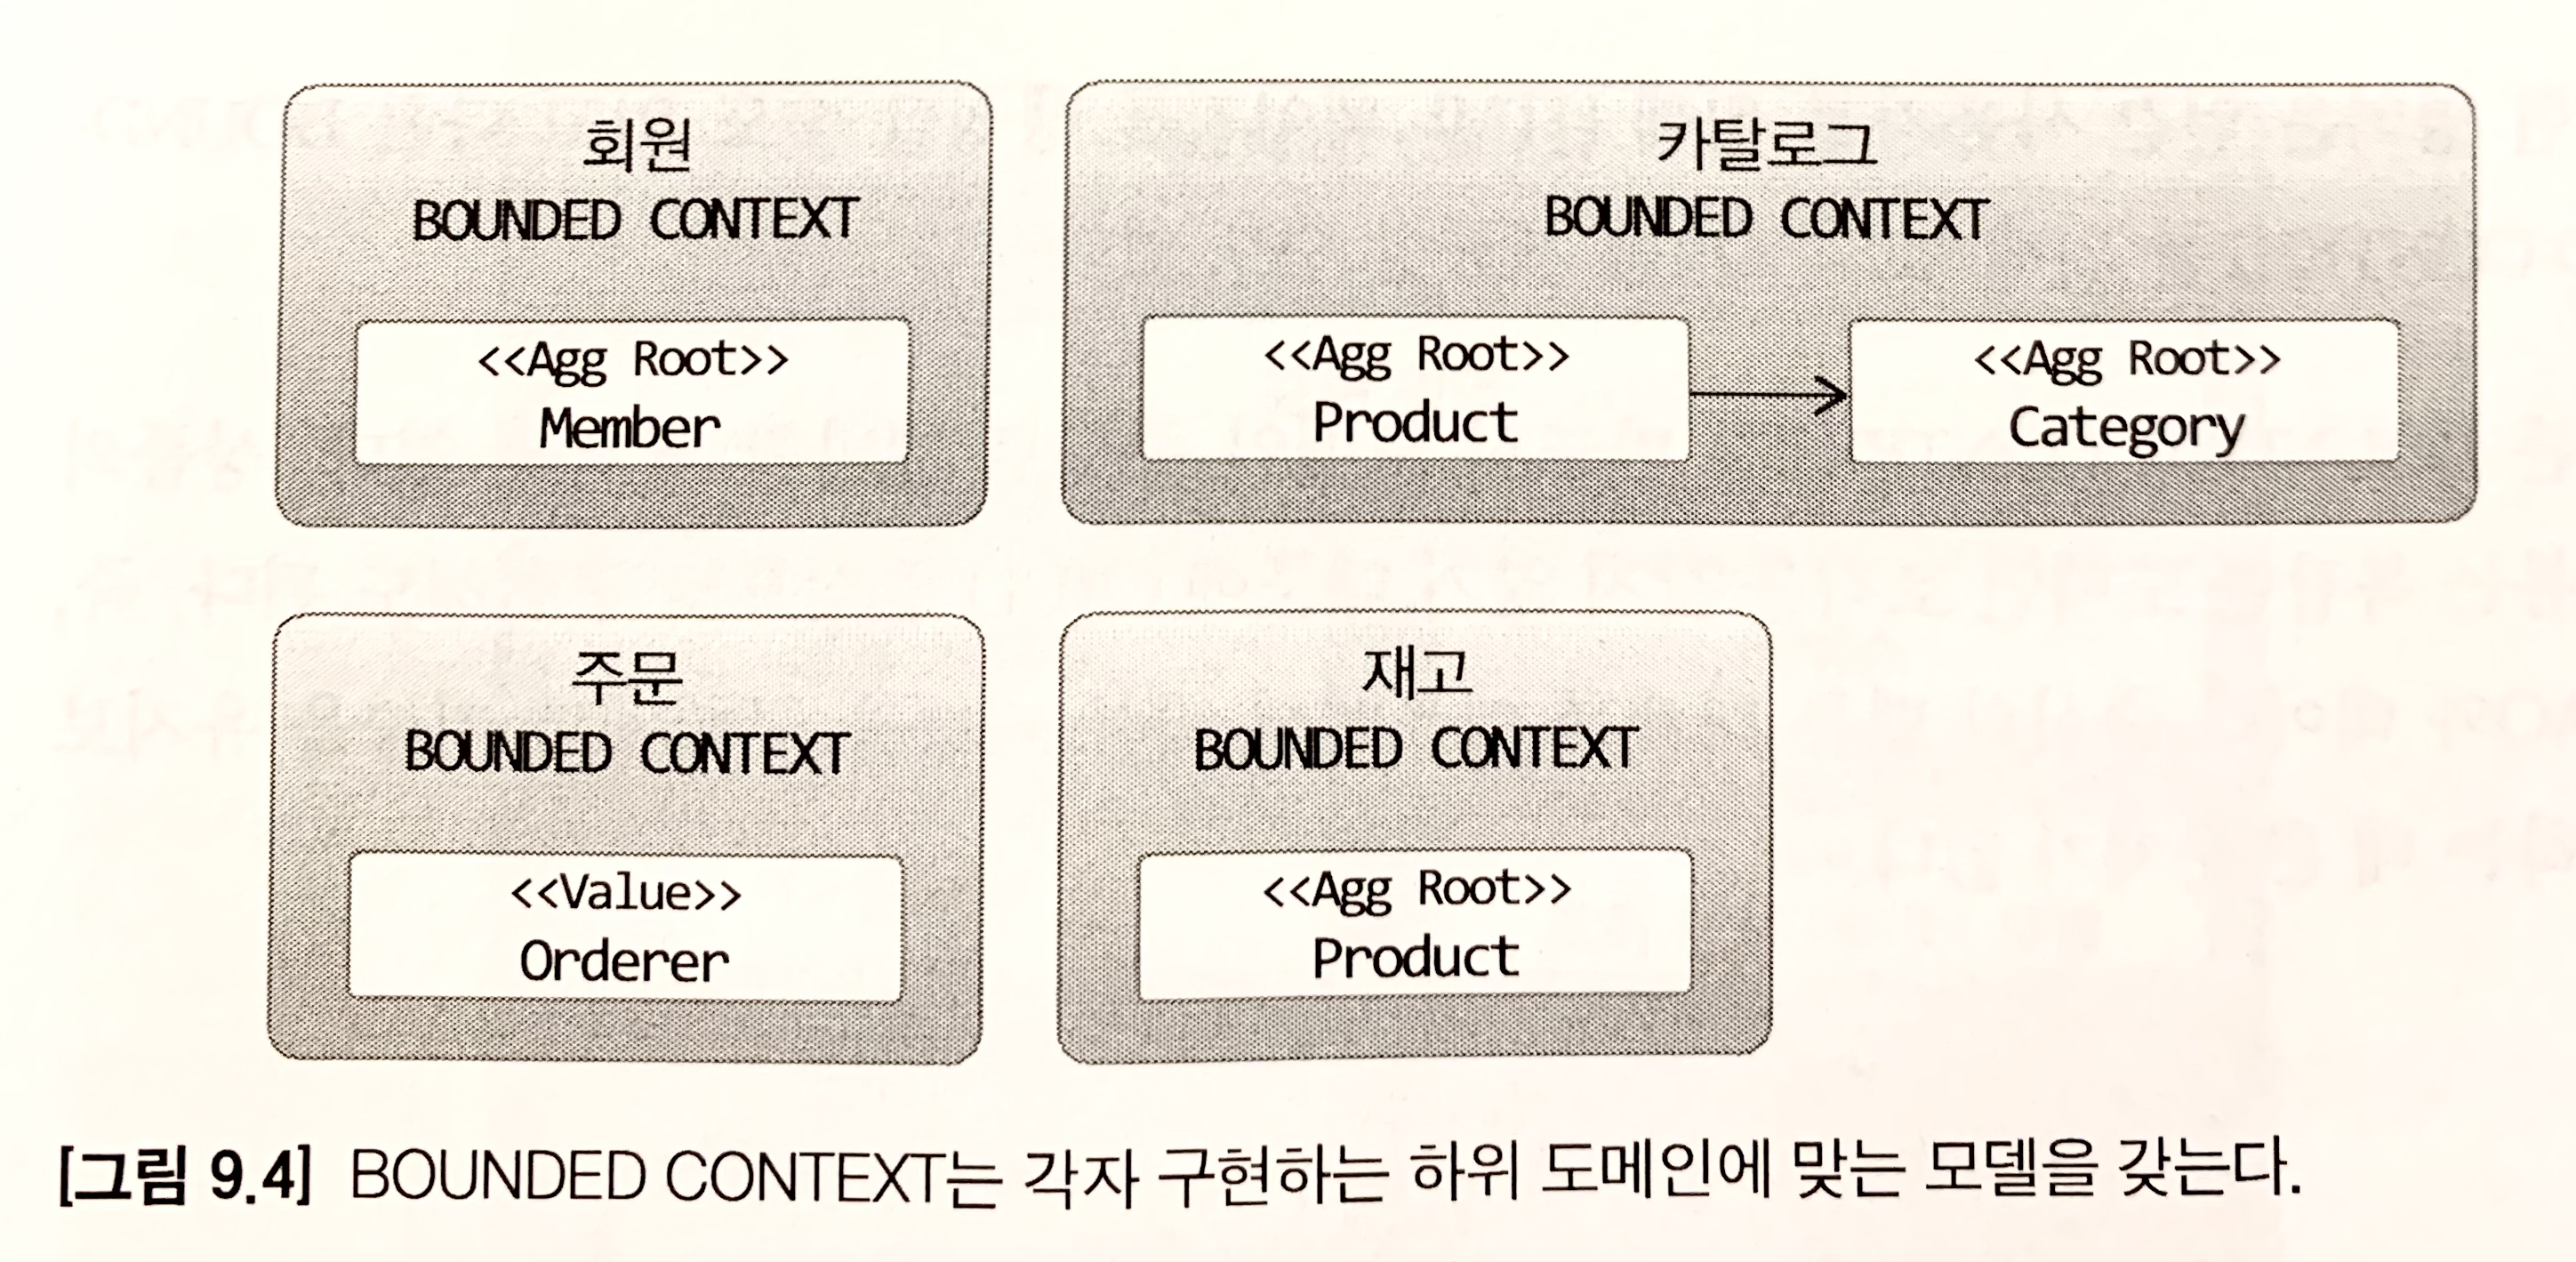 회원
BOUNDED CONTEXT
<<Agg Root>>
Member
카탈로그
BOUNDED CONTEXT
<<Agg Root>>
Product
<<Agg Root>>
Category
주문
BOUNDED CONTEXT
<<Value>>
Orderer
재고
BOUNDED CONTEXT
<<Agg Root>>
Product
[그림 9.4] BOUNDED CONTEXT는 각자 구현하는 하위 도메인에 맞는 모델을 갖는다.